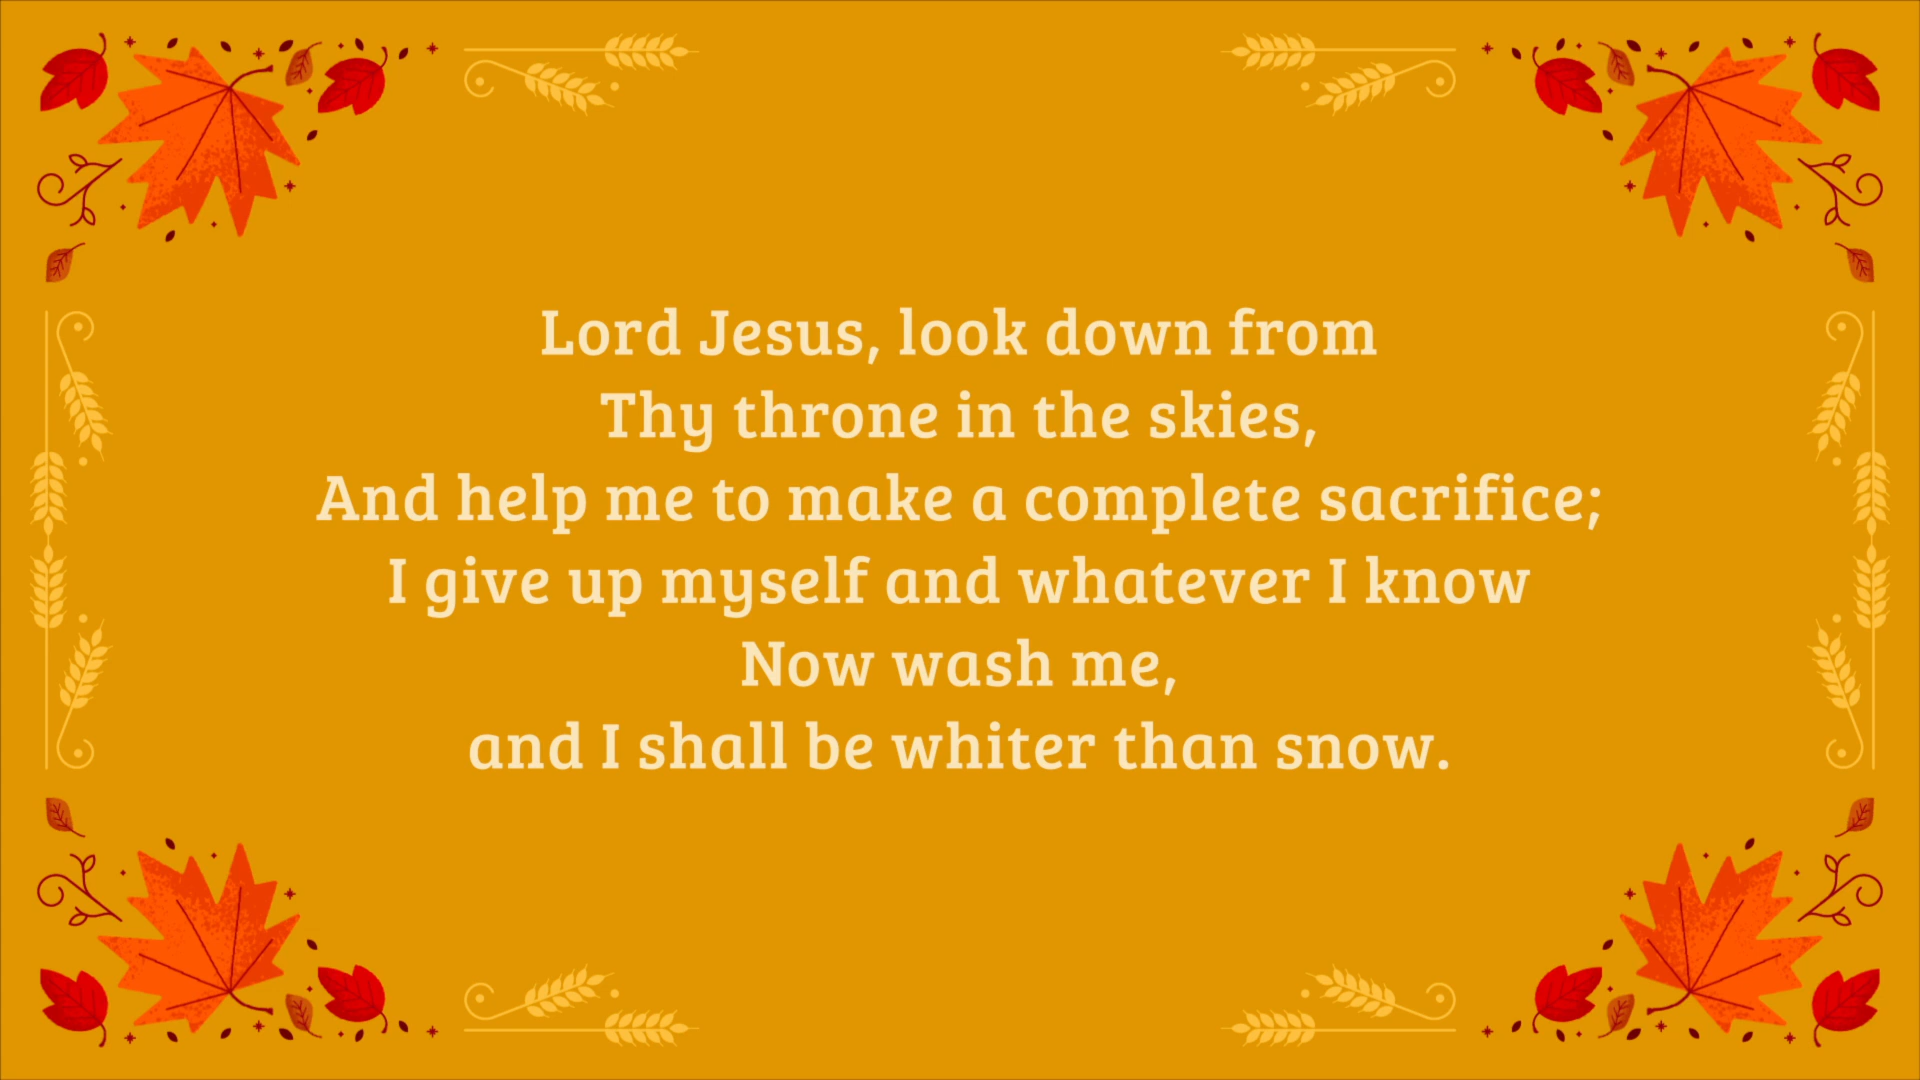 Lord Jesus, look down from
Thy throne in the skies,
And help me to make a complete sacrifice;
I give up myself and whatever I know
Now wash me,
and I shall be whiter than snow.